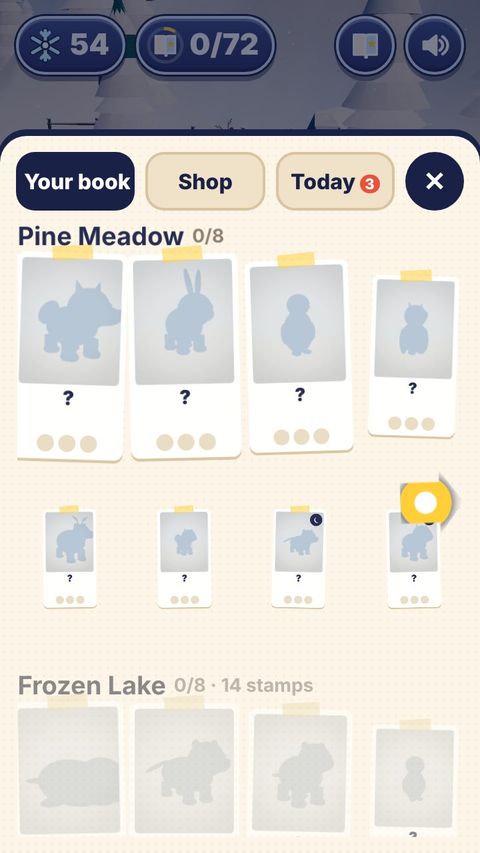 54
0/72
Your book
Shop
Today 3
Pine Meadow 0/8
? ? ? ?
? ? ? ?
Frozen Lake 0/8 · 14 stamps